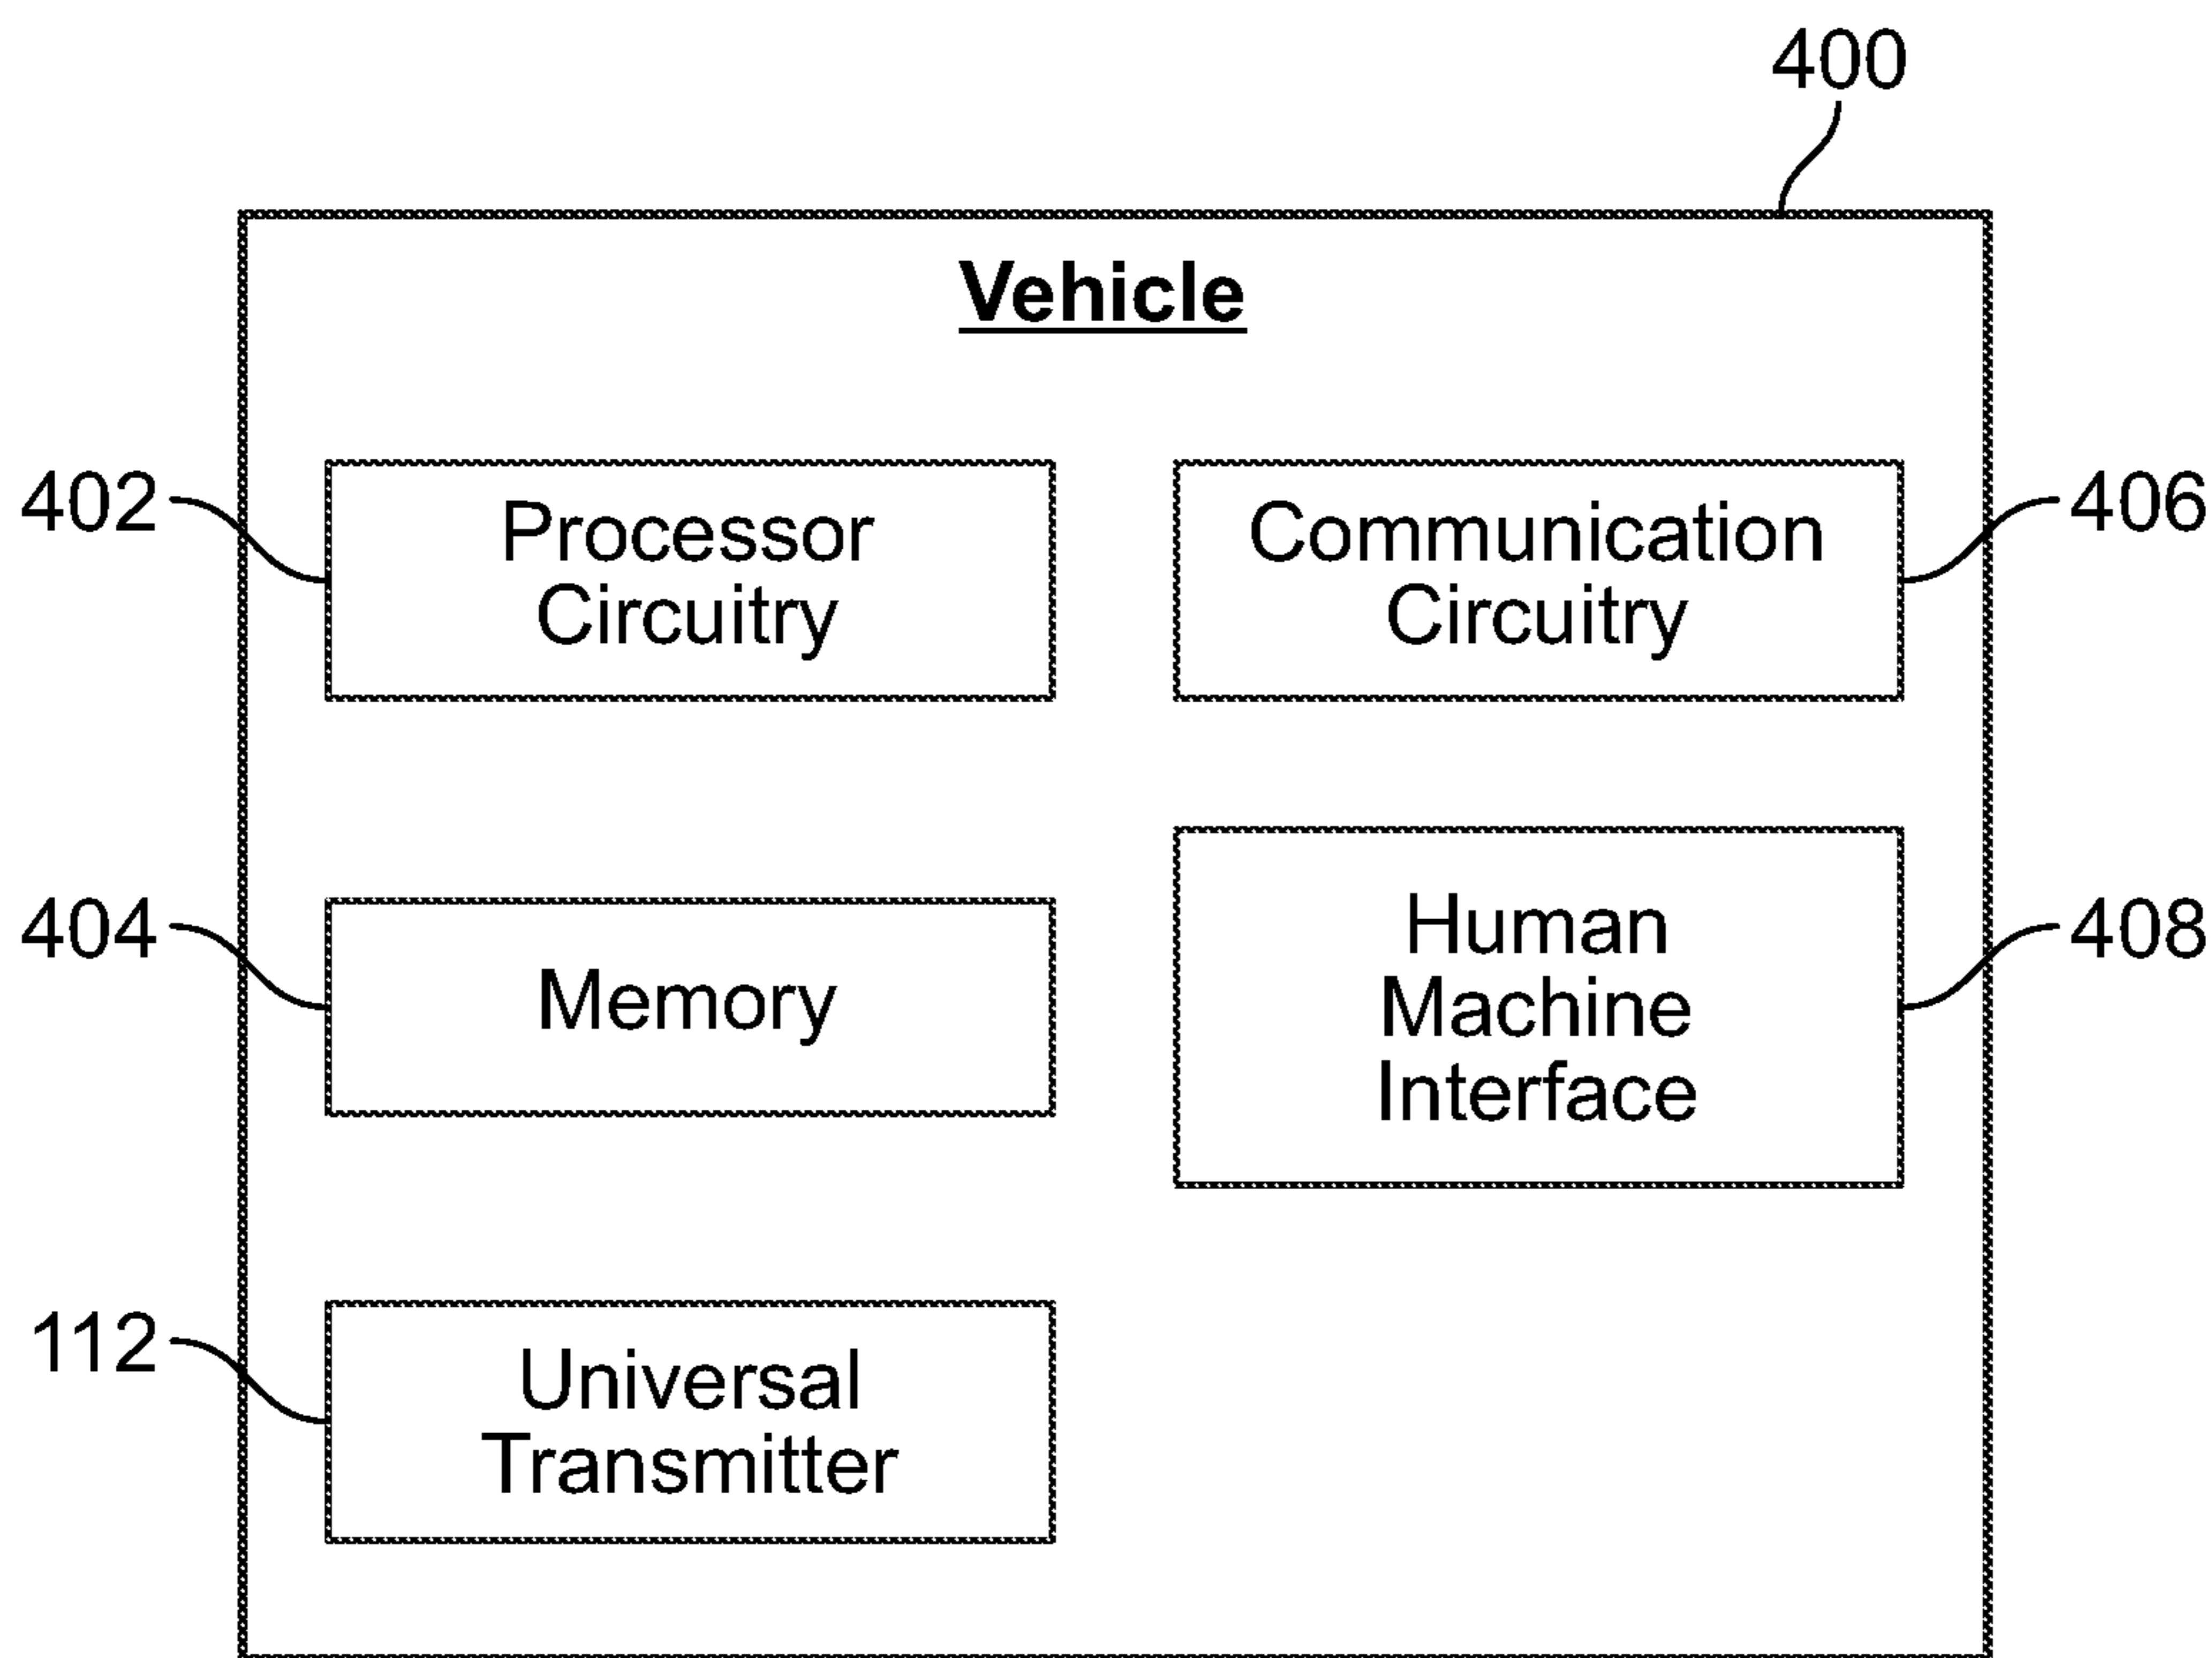 400
Vehicle
402
Processor
Circuitry
Communication
Circuitry
406
404
Memory
Human
Machine
Interface
408
112
Universal
Transmitter